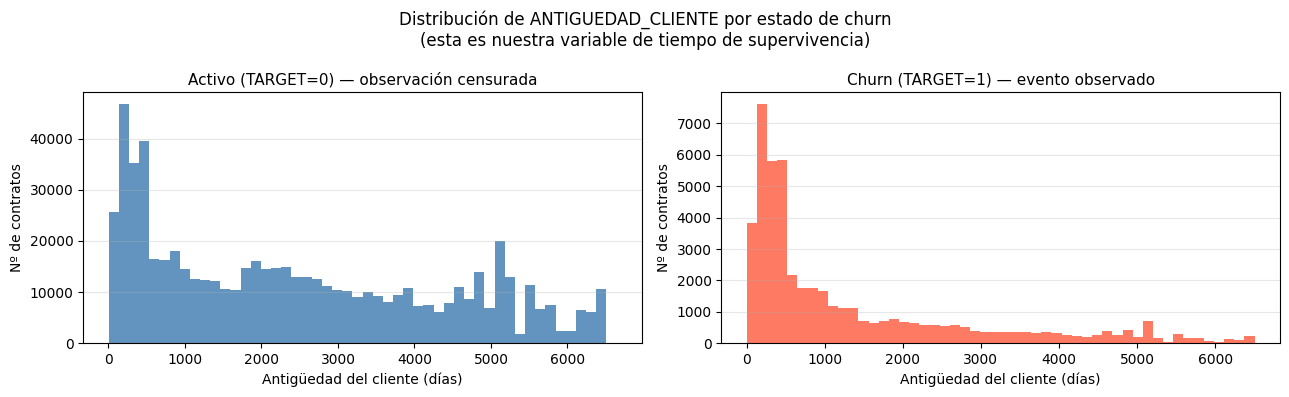 Distribución de ANTIGUEDAD_CLIENTE por estado de churn
(esta es nuestra variable de tiempo de supervivencia)
Activo (TARGET=0) — observación censurada
Nº de contratos
40000
30000
20000
10000
0
0 1000 2000 3000 4000 5000 6000
Antigüedad del cliente (días)
Churn (TARGET=1) — evento observado
Nº de contratos
7000
6000
5000
4000
3000
2000
1000
0
0 1000 2000 3000 4000 5000 6000
Antigüedad del cliente (días)